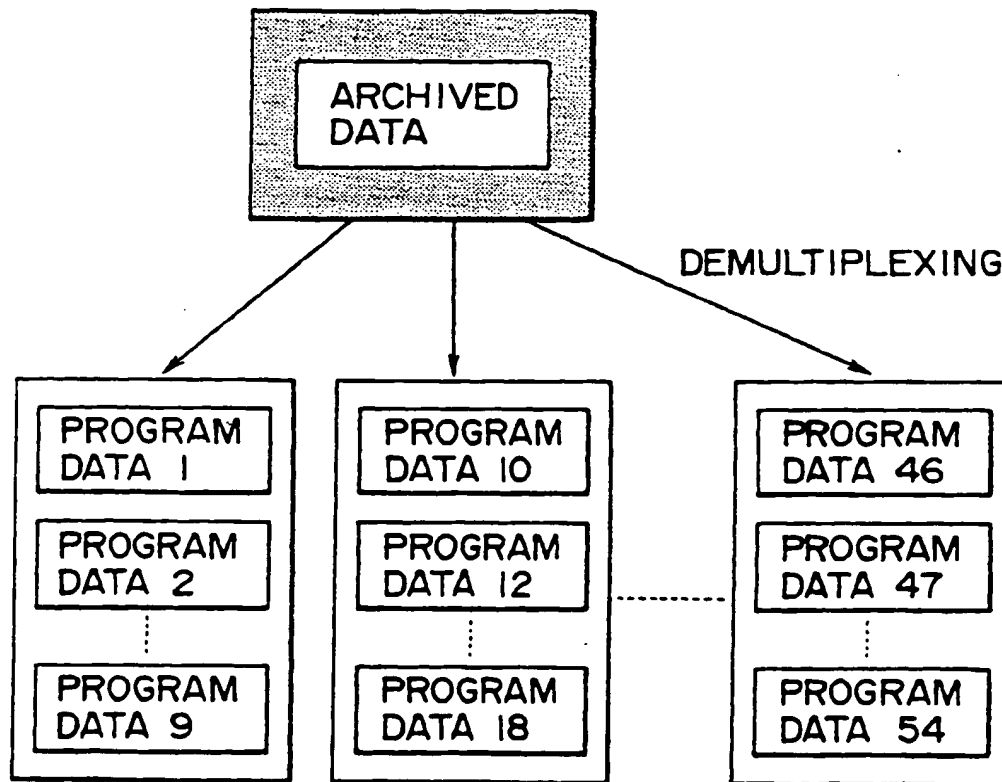 ARCHIVED
DATA
DEMULTIPLEXING
PROGRAM
DATA 1
PROGRAM
DATA 2
PROGRAM
DATA 9
PROGRAM
DATA 10
PROGRAM
DATA 12
PROGRAM
DATA 18
PROGRAM
DATA 46
PROGRAM
DATA 47
PROGRAM
DATA 54